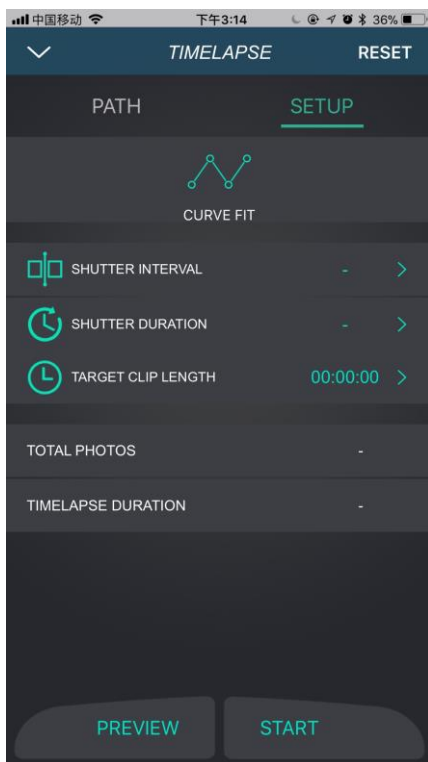 中国移动 下午3:14 36%
TIMELAPSE RESET
PATH SETUP
CURVE FIT
SHUTTER INTERVAL -
SHUTTER DURATION -
TARGET CLIP LENGTH 00:00:00
TOTAL PHOTOS -
TIMELAPSE DURATION -
PREVIEW START